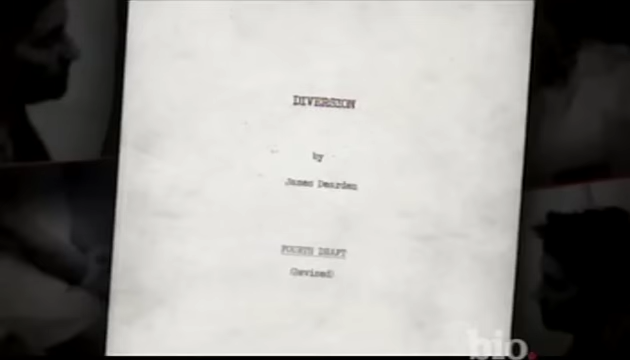 DIVERSION
by
James Dearden
FOURTH DRAFT
(Revised)
bio.